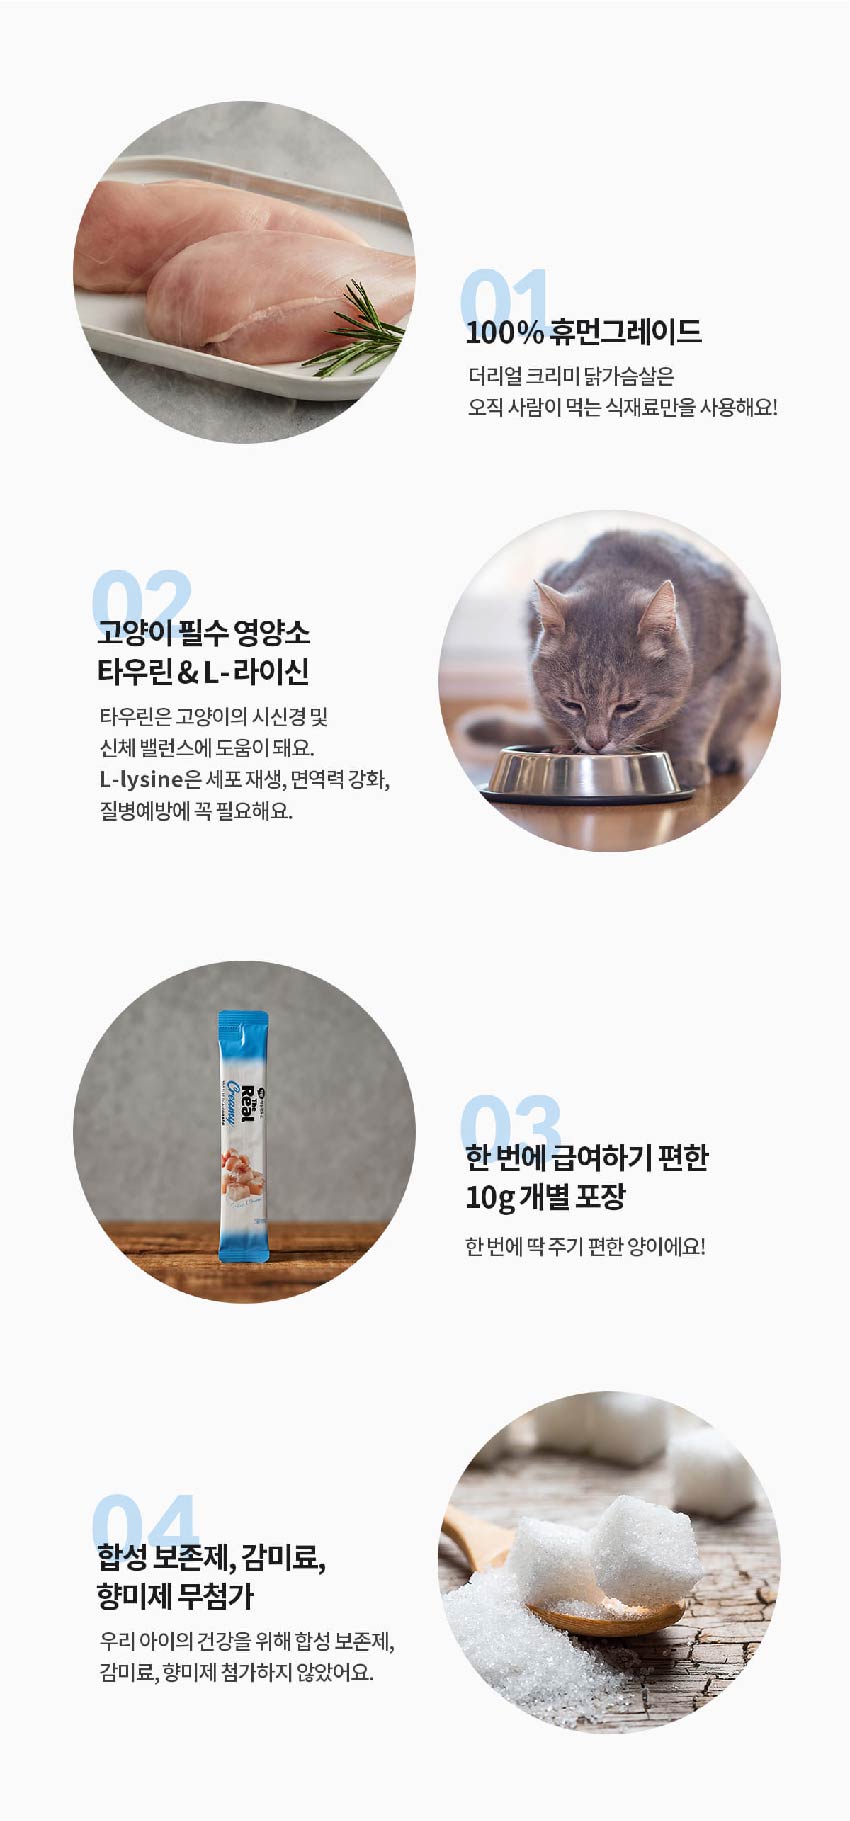 01
100% 휴먼그레이드
더리얼 크리미 닭가슴살은
오직 사람이 먹는 식재료만을 사용해요!
02
고양이 필수 영양소
타우린 & L-라이신
타우린은 고양이의 시신경 및
신체 밸런스에 도움이 돼요.
L-lysine은 세포 재생, 면역력 강화,
질병예방에 꼭 필요해요.
The
Real
Creamy
03
한 번에 급여하기 편한
10g 개별 포장
한 번에 딱 주기 편한 양이에요!
04
합성 보존제, 감미료,
향미제 무첨가
우리 아이의 건강을 위해 합성 보존제,
감미료, 향미제 첨가하지 않았어요.